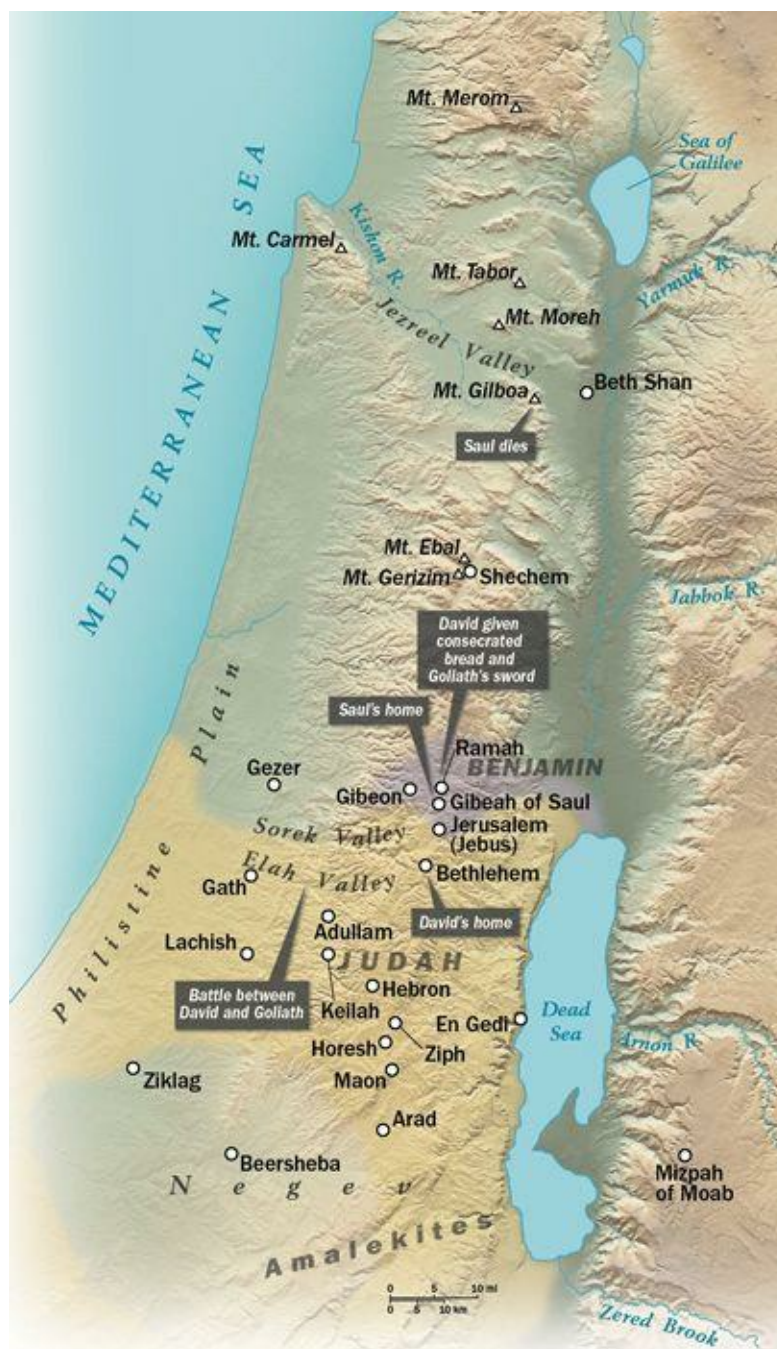 Mt. Merom
Sea of
Galilee
MEDITERRANEAN SEA
Mt. Carmel
Kishon R.
Mt. Tabor
Yarmuk R.
Jezreel Valley
Mt. Moreh
Mt. Gilboa
Beth Shan
Saul dies
Mt. Ebal
Mt. Gerizim
Shechem
Jabbok R.
David given
consecrated
bread and
Goliath's sword
Saul's home
Philistine Plain
Ramah
BENJAMIN
Gezer
Gibeon
Gibeah of Saul
Sorek Valley
Jerusalem
(Jebus)
Elah Valley
Bethlehem
Gath
David's home
Adullam
Lachish
JUDAH
Hebron
Battle between
David and Goliath
Keilah
En Gedi
Dead
Sea
Arnon R.
Horesh
Ziph
Ziklag
Maon
Arad
Beersheba
Mizpah
of Moab
Negev
Amalekites
0 5 10 mi
0 5 10 km
Zered Brook